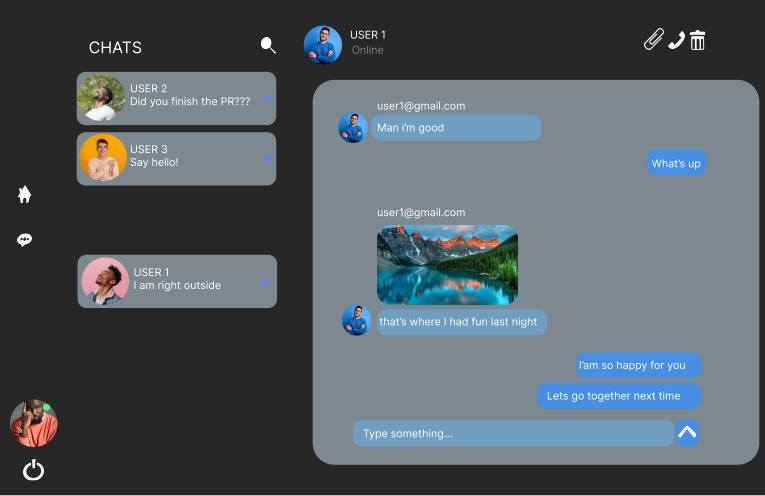 CHATS
USER 2
Did you finish the PR???
USER 3
Say hello!
USER 1
I am right outside
USER 1
Online
user1@gmail.com
Man i'm good
What's up
user1@gmail.com
that's where I had fun last night
I'am so happy for you
Lets go together next time
Type something...